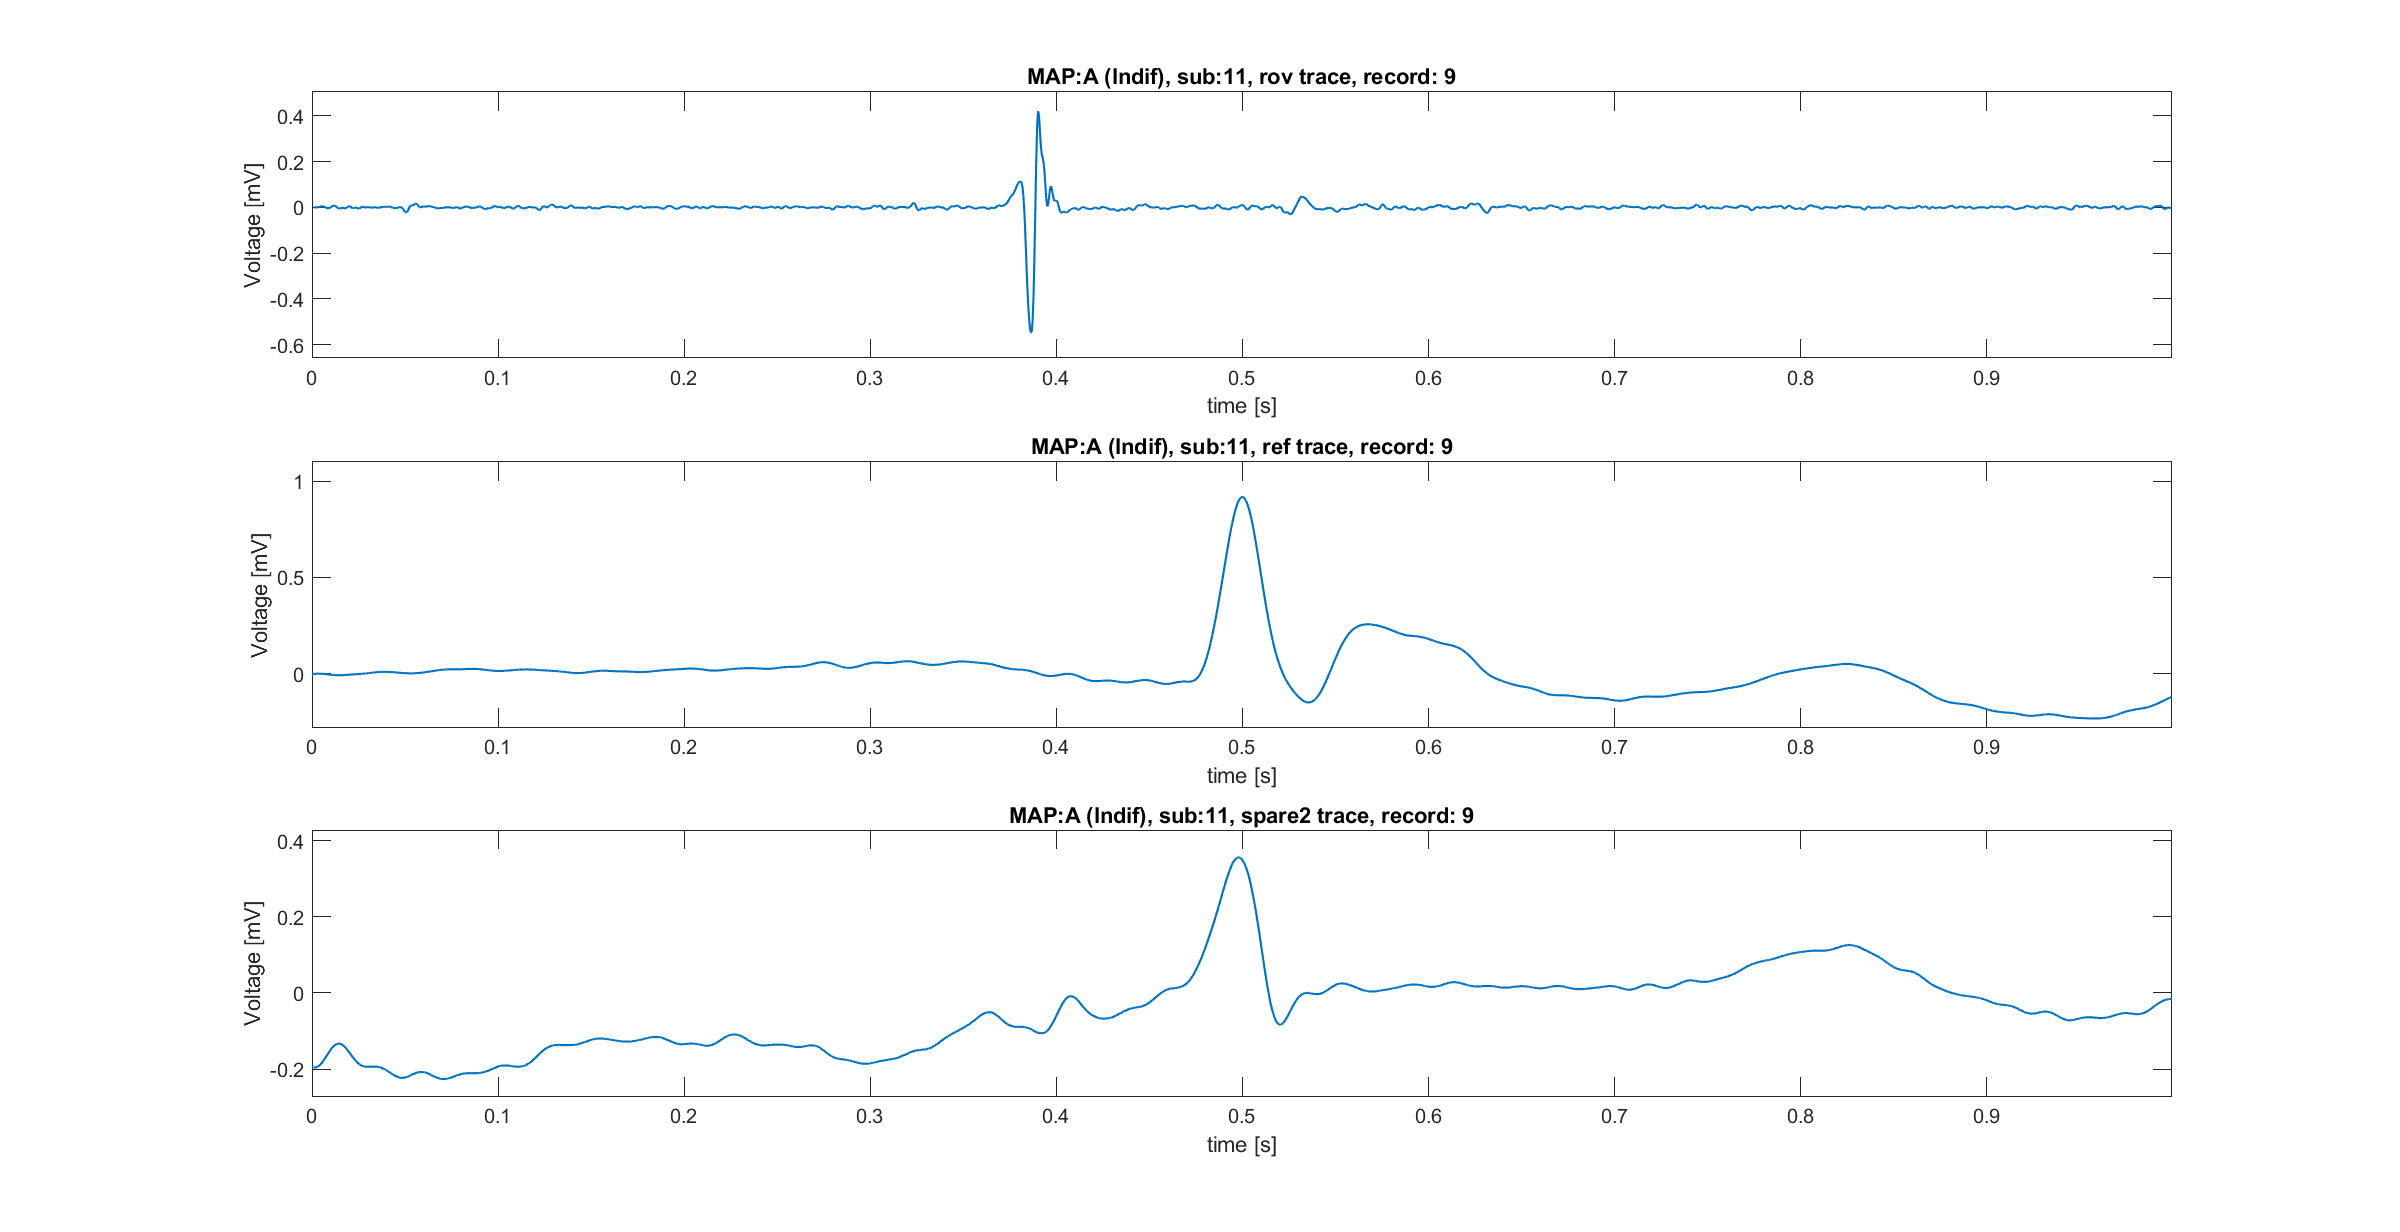 MAP:A (Indif), sub:11, rov trace, record: 9
Voltage [mV]
0.4
0.2
0
-0.2
-0.4
-0.6
0 0.1 0.2 0.3 0.4 0.5 0.6 0.7 0.8 0.9
time [s]
MAP:A (Indif), sub:11, ref trace, record: 9
Voltage [mV]
1
0.5
0
0 0.1 0.2 0.3 0.4 0.5 0.6 0.7 0.8 0.9
time [s]
MAP:A (Indif), sub:11, spare2 trace, record: 9
Voltage [mV]
0.4
0.2
0
-0.2
0 0.1 0.2 0.3 0.4 0.5 0.6 0.7 0.8 0.9
time [s]